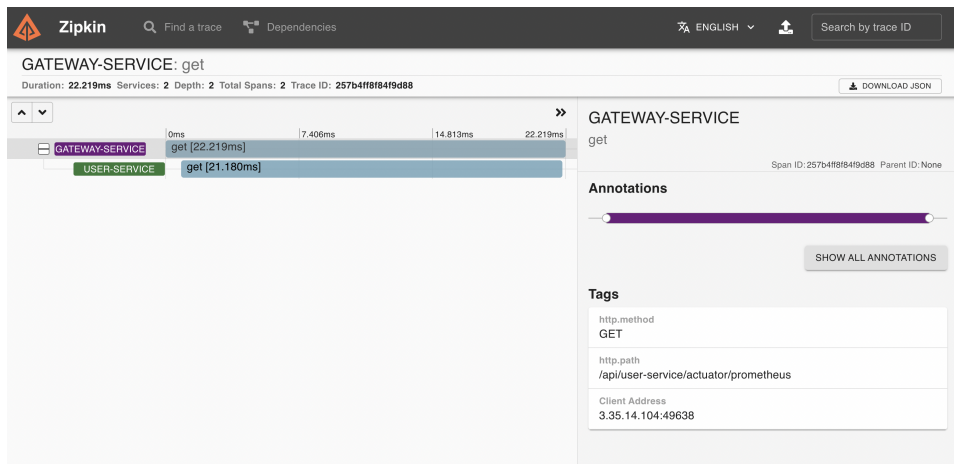 Zipkin Find a trace Dependencies ENGLISH Search by trace ID
GATEWAY-SERVICE: get
Duration: 22.219ms Services: 2 Depth: 2 Total Spans: 2 Trace ID: 257b4ff8f84f9d88
DOWNLOAD JSON
0ms 7.406ms 14.813ms 22.219ms
GATEWAY-SERVICE get [22.219ms]
USER-SERVICE get [21.180ms]
GATEWAY-SERVICE
get
Span ID: 257b4ff8f84f9d88 Parent ID: None
Annotations
SHOW ALL ANNOTATIONS
Tags
http.method
GET
http.path
/api/user-service/actuator/prometheus
Client Address
3.35.14.104:49638